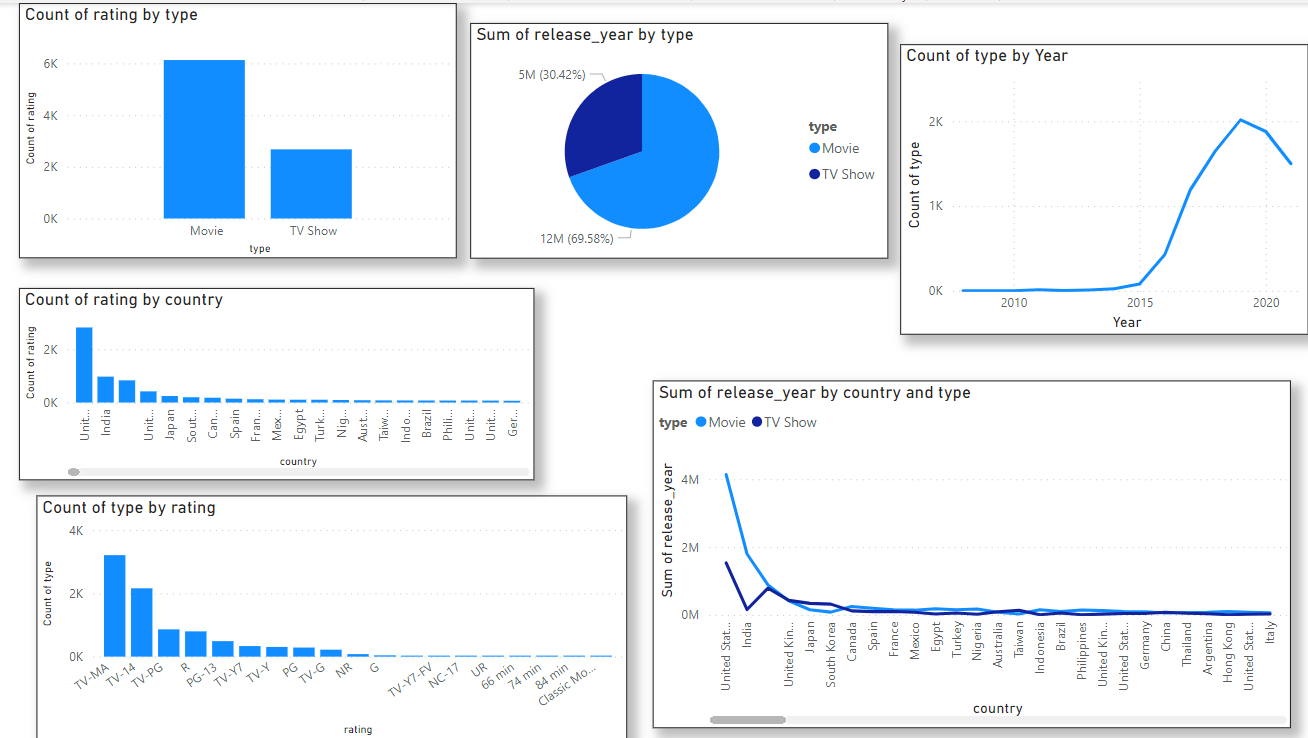 Count of rating by type
Count of rating
6K
4K
2K
0K
Movie TV Show
type
Sum of release_year by type
5M (30.42%)
12M (69.58%)
type
Movie
TV Show
Count of type by Year
Count of type
2K
1K
0K
2010 2015 2020
Year
Count of rating by country
Count of rating
2K
0K
Unit... India Unit... Japan Sout... Can... Spain Fran... Mex... Egypt Turk... Nig... Aust... Taiw... Indo... Brazil Phili... Unit... Unit... Ger...
country
Sum of release_year by country and type
type Movie TV Show
Sum of release_year
4M
2M
0M
United Stat... India United Kin... Japan South Korea Canada Spain France Mexico Egypt Turkey Nigeria Australia Taiwan Indonesia Brazil Philippines United Kin... United Stat... Germany China Thailand Argentina Hong Kong United Stat... Italy
country
Count of type by rating
Count of type
4K
2K
0K
TV-MA TV-14 TV-PG R PG-13 TV-Y7 TV-Y PG TV-G NR G TV-Y7-FV NC-17 UR 66 min 74 min 84 min Classic Mo...
rating